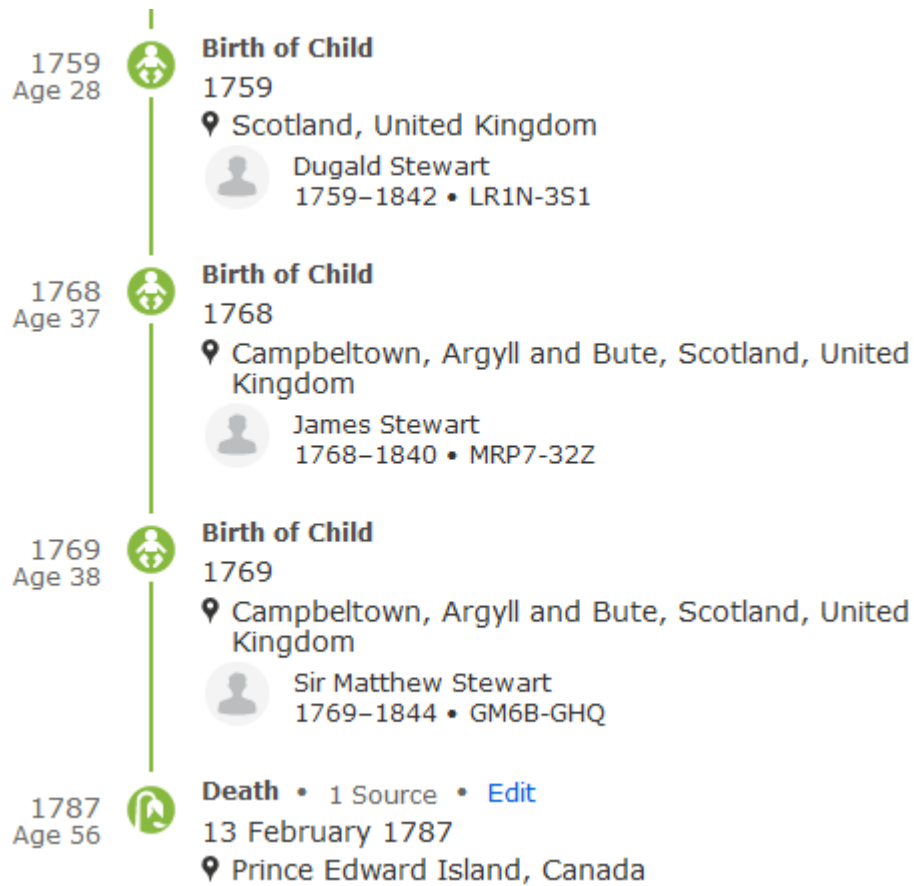 1759
Age 28
Birth of Child
1759
Scotland, United Kingdom
Dugald Stewart
1759–1842 • LR1N-3S1
1768
Age 37
Birth of Child
1768
Campbeltown, Argyll and Bute, Scotland, United
Kingdom
James Stewart
1768–1840 • MRP7-32Z
1769
Age 38
Birth of Child
1769
Campbeltown, Argyll and Bute, Scotland, United
Kingdom
Sir Matthew Stewart
1769–1844 • GM6B-GHQ
1787
Age 56
Death • 1 Source • Edit
13 February 1787
Prince Edward Island, Canada